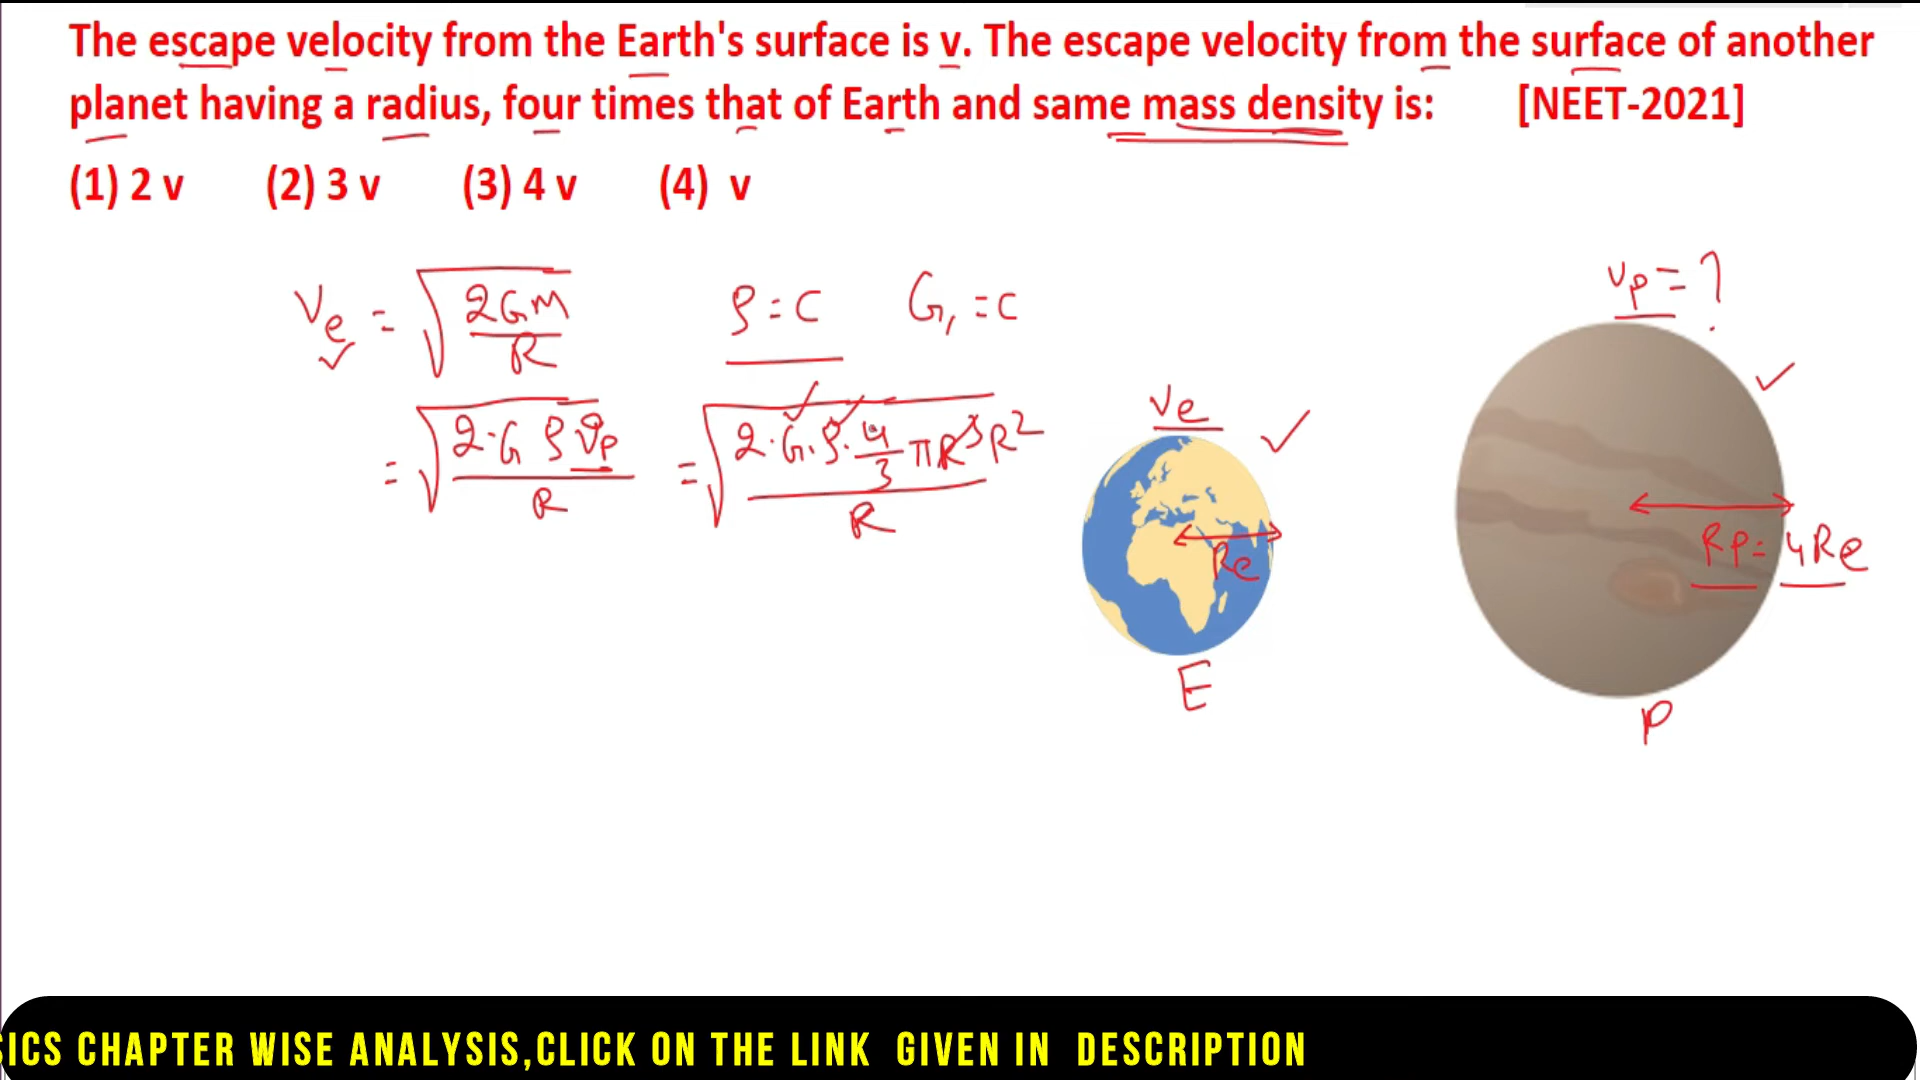 The escape velocity from the Earth's surface is v. The escape velocity from the surface of another
planet having a radius, four times that of Earth and same mass density is: [NEET-2021]
(1) 2 v (2) 3 v (3) 4 v (4) v
Ve = √(2GM/R) ρ = C G, = C
= √(2·G ρ Vp/R) = √(2·G·ρ·4/3 πR³R²/R)
Ve
Re
E
Vp = ?
Rp = 4Re
P
SICS CHAPTER WISE ANALYSIS,CLICK ON THE LINK GIVEN IN DESCRIPTION